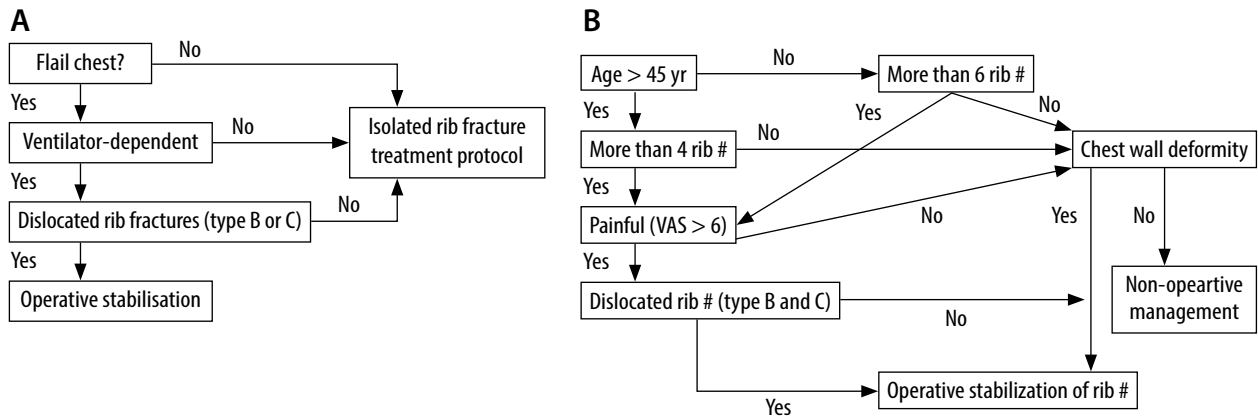 A
Flail chest?
No
Yes
Ventilator-dependent
No
Isolated rib fracture
treatment protocol
Yes
Dislocated rib fractures (type B or C)
No
Yes
Operative stabilisation
B
Age > 45 yr
No
More than 6 rib #
Yes
Yes
No
More than 4 rib #
No
Chest wall deformity
Yes
Painful (VAS > 6)
No
Yes
No
Yes
Dislocated rib # (type B and C)
No
Non-opeartive
management
Operative stabilization of rib #
Yes